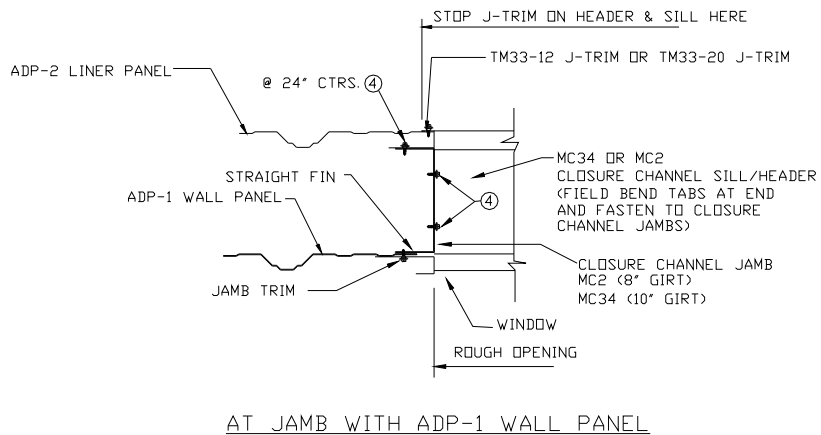 STOP J-TRIM ON HEADER & SILL HERE
TM33-12 J-TRIM OR TM33-20 J-TRIM
ADP-2 LINER PANEL
@ 24" CTRS. 4
MC34 OR MC2
CLOSURE CHANNEL SILL/HEADER
(FIELD BEND TABS AT END
AND FASTEN TO CLOSURE
CHANNEL JAMBS)
STRAIGHT FIN
ADP-1 WALL PANEL
4
CLOSURE CHANNEL JAMB
MC2 (8" GIRT)
MC34 (10" GIRT)
JAMB TRIM
WINDOW
ROUGH OPENING
AT JAMB WITH ADP-1 WALL PANEL